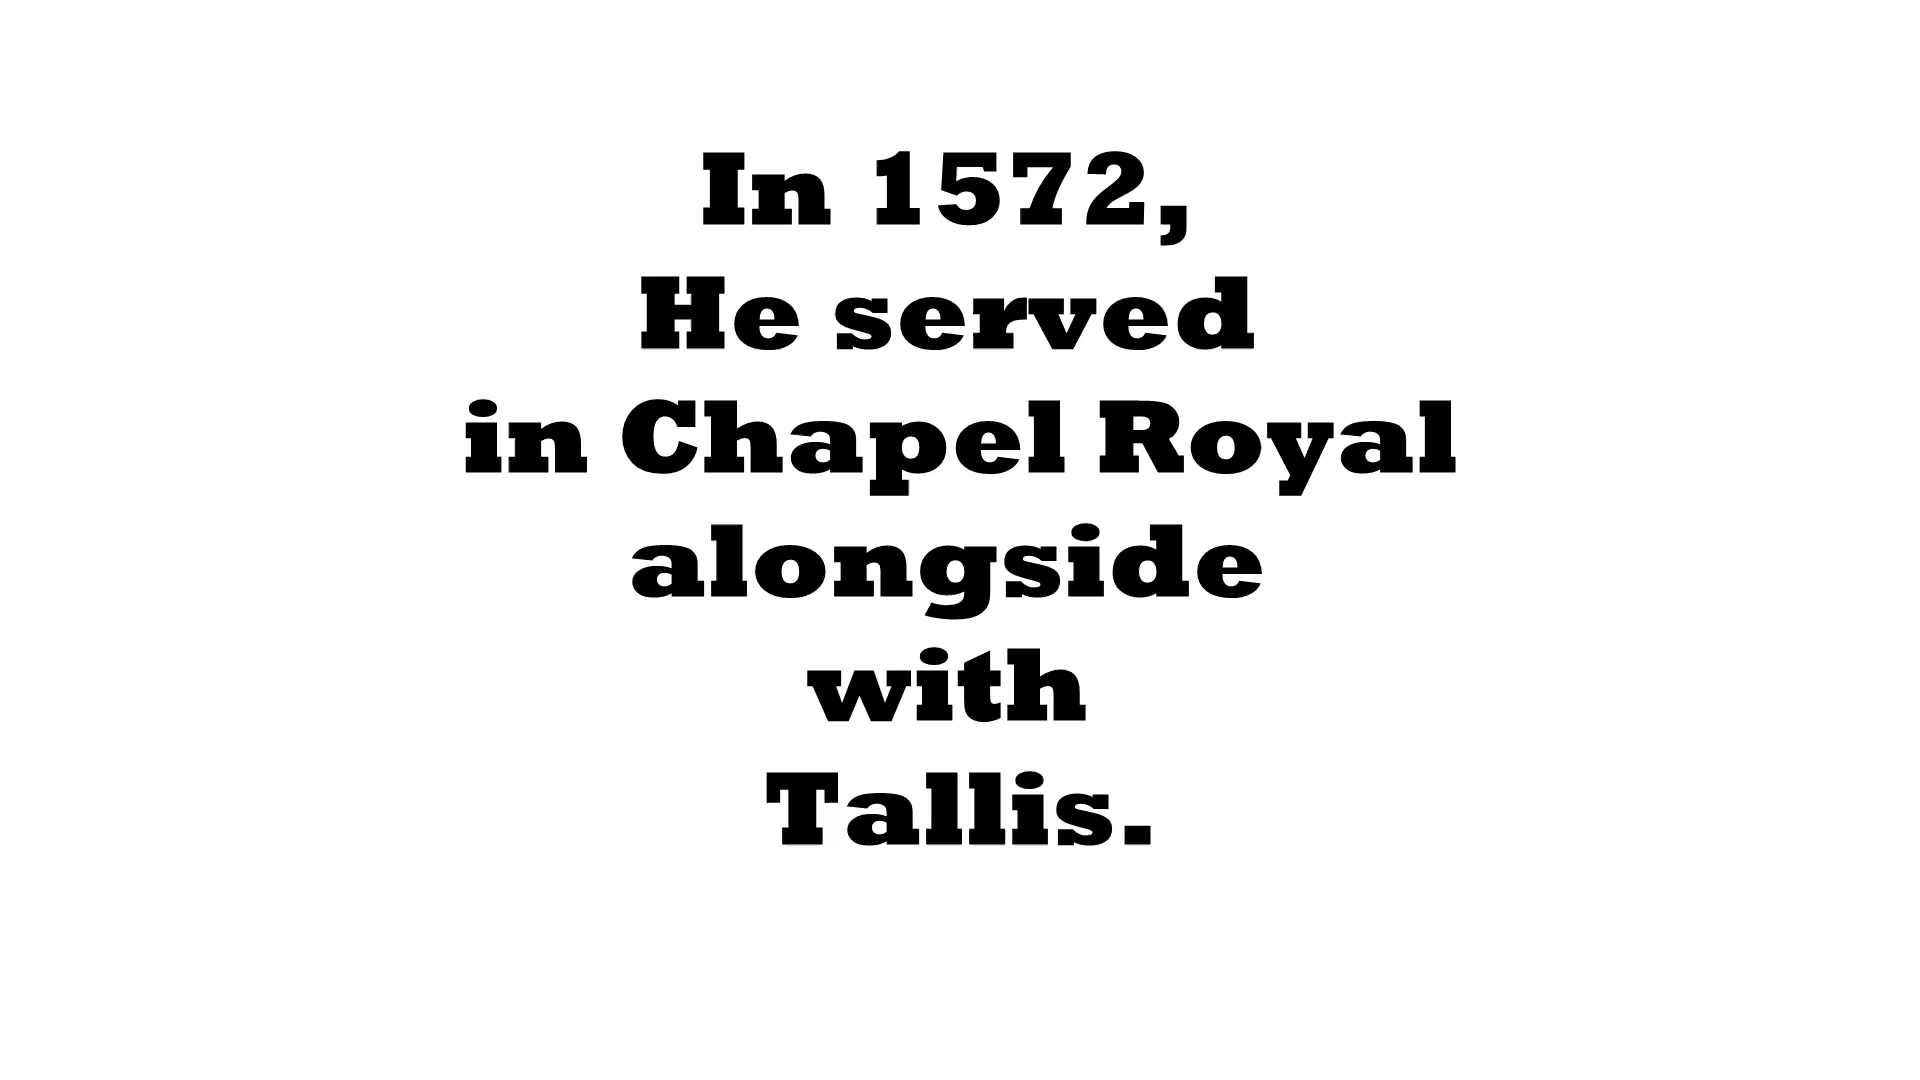 In 1572,
He served
in Chapel Royal
alongside
with
Tallis.